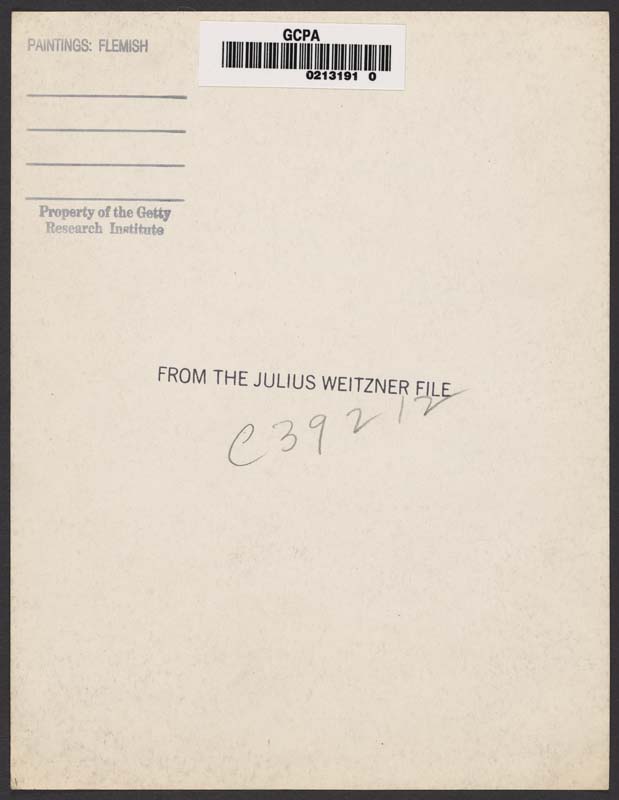 PAINTINGS: FLEMISH
GCPA
0213191 0
Property of the Getty
Research Institute
FROM THE JULIUS WEITZNER FILE
C39212